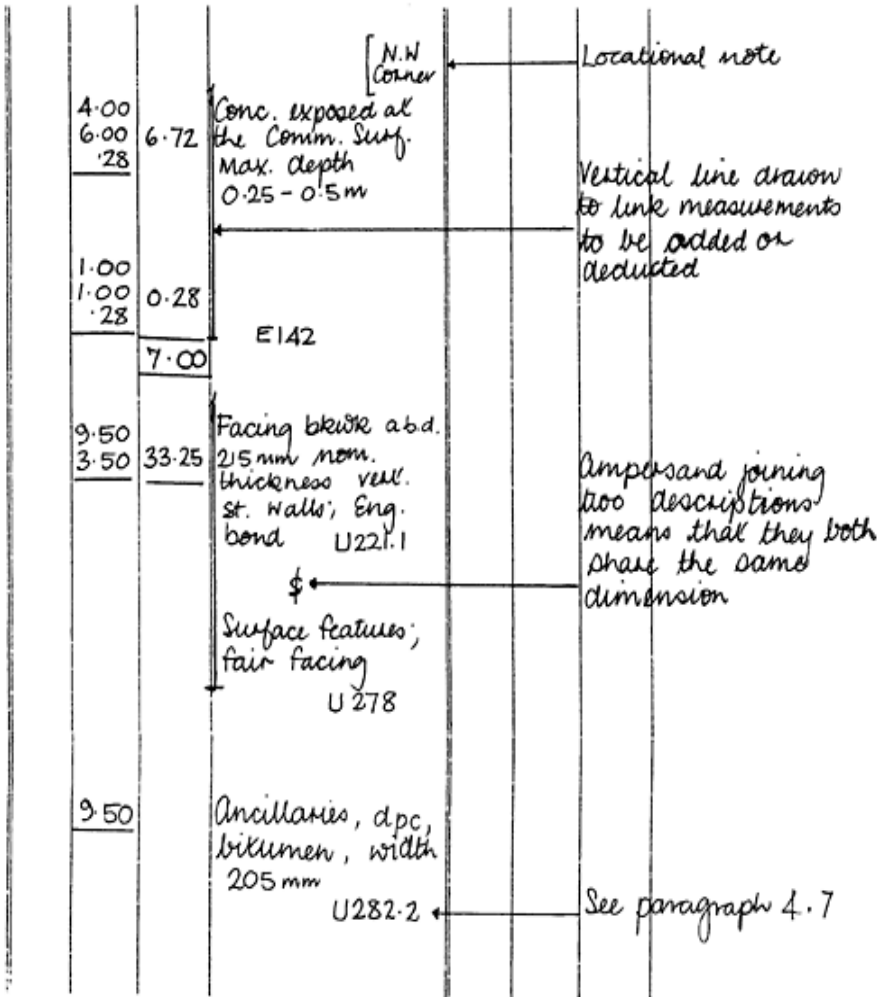 N.W
Corner
Locational note
4.00
6.00
.28
6.72
Conc. exposed at
the Comm. Surf.
Max. depth
0.25 - 0.5m
Vertical line drawn
to link measurements
to be added or
deducted
1.00
1.00
.28
0.28
E142
7.00
9.50
3.50
33.25
Facing bkwk a.b.d.
215mm nom.
thickness vert.
st. walls; Eng.
bond U221.1
Ampersand joining
two descriptions
means that they both
share the same
dimension
&
Surface features;
fair facing
U278
9.50
Ancillaries, dpc,
bitumen, width
205mm
U282.2
See paragraph 4.7